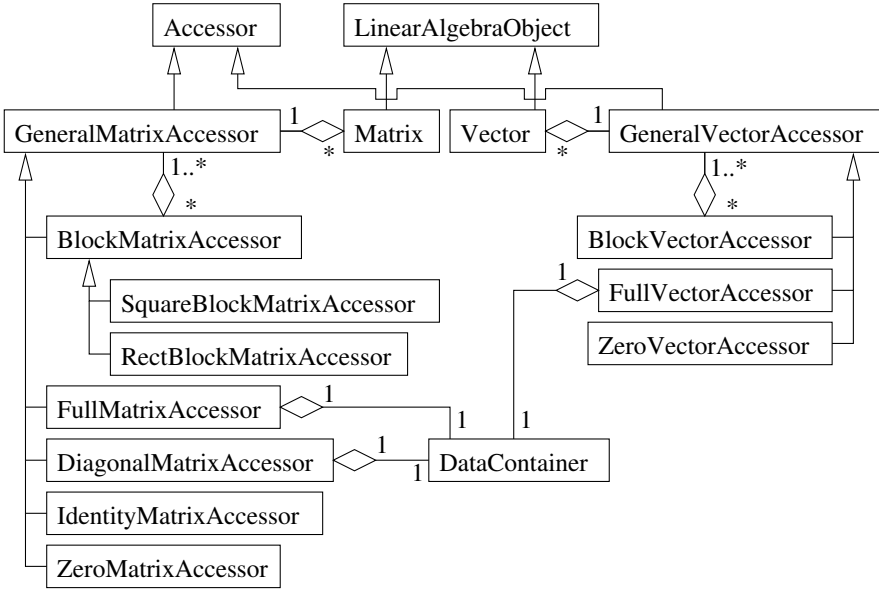 Accessor
LinearAlgebraObject
GeneralMatrixAccessor
1
*
Matrix
Vector
*
1
GeneralVectorAccessor
1..*
*
1..*
*
BlockMatrixAccessor
BlockVectorAccessor
SquareBlockMatrixAccessor
1
FullVectorAccessor
RectBlockMatrixAccessor
ZeroVectorAccessor
FullMatrixAccessor
1
1
1
DiagonalMatrixAccessor
1
1
DataContainer
IdentityMatrixAccessor
ZeroMatrixAccessor